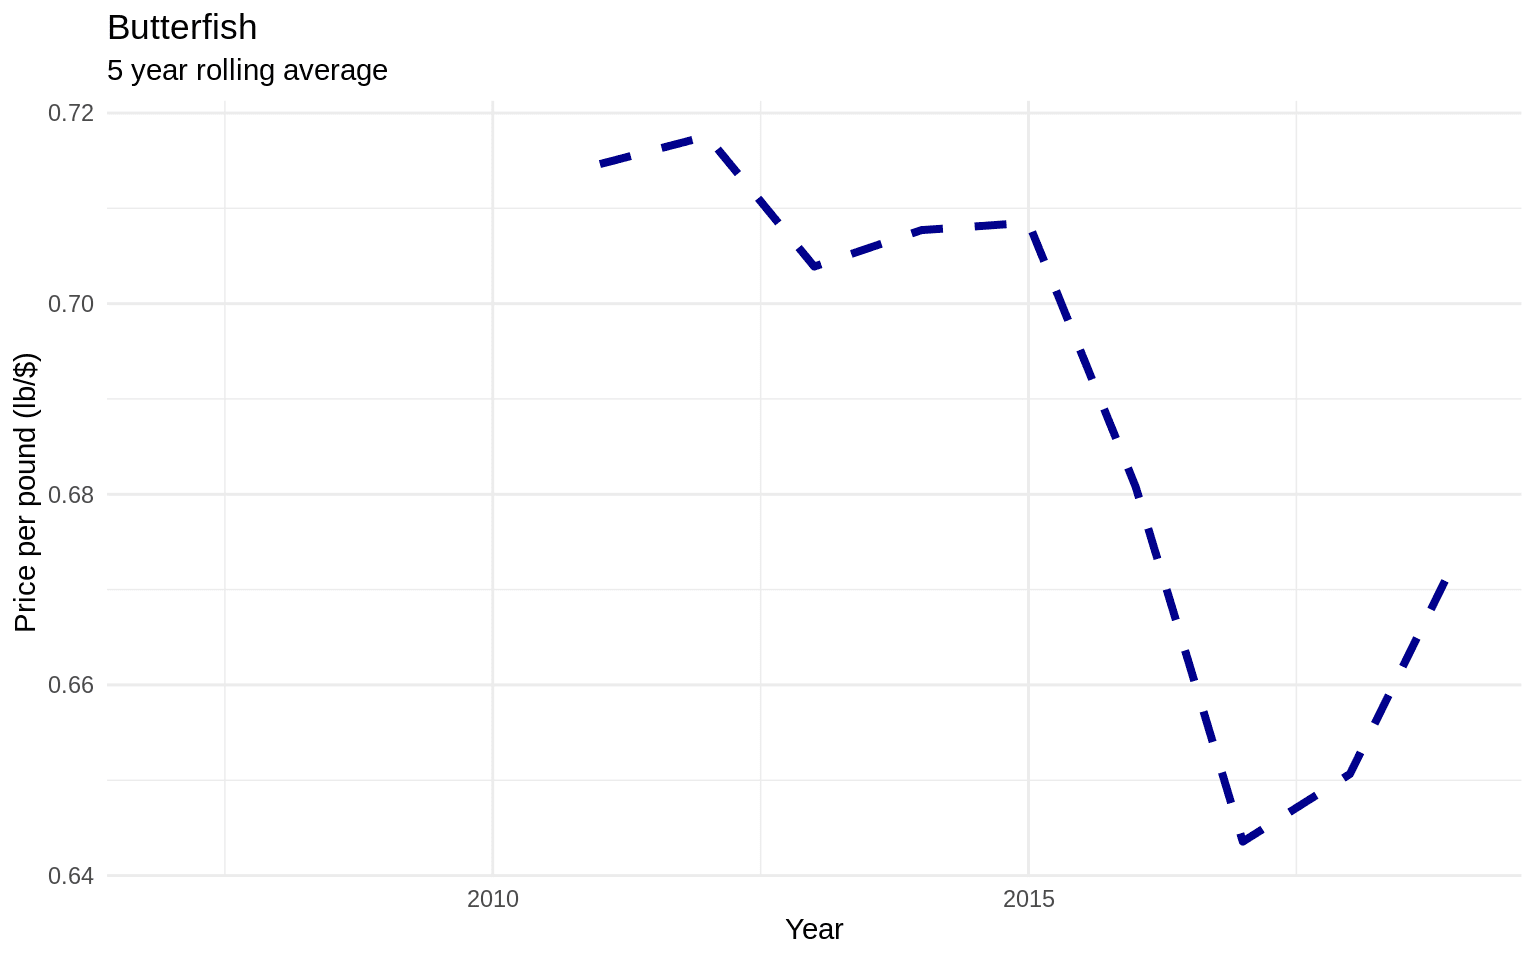 Butterfish
5 year rolling average
Price per pound (lb/$)
0.72
0.70
0.68
0.66
0.64
2010
2015
Year